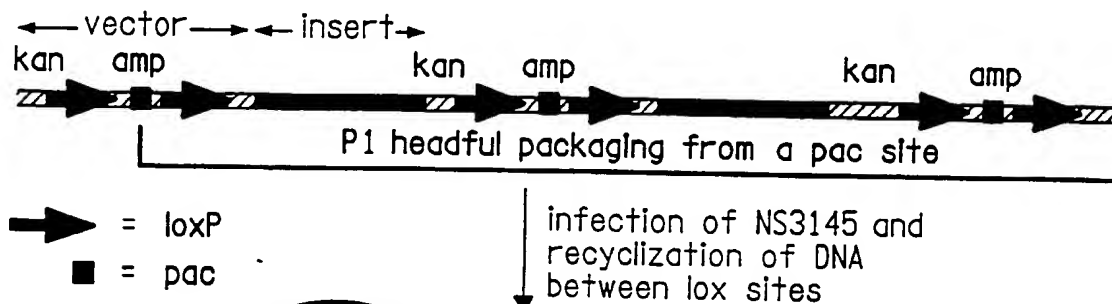 vector insert
kan amp kan amp kan amp
P1 headful packaging from a pac site
= loxP
= pac
infection of NS3145 and
recyclization of DNA
between lox sites